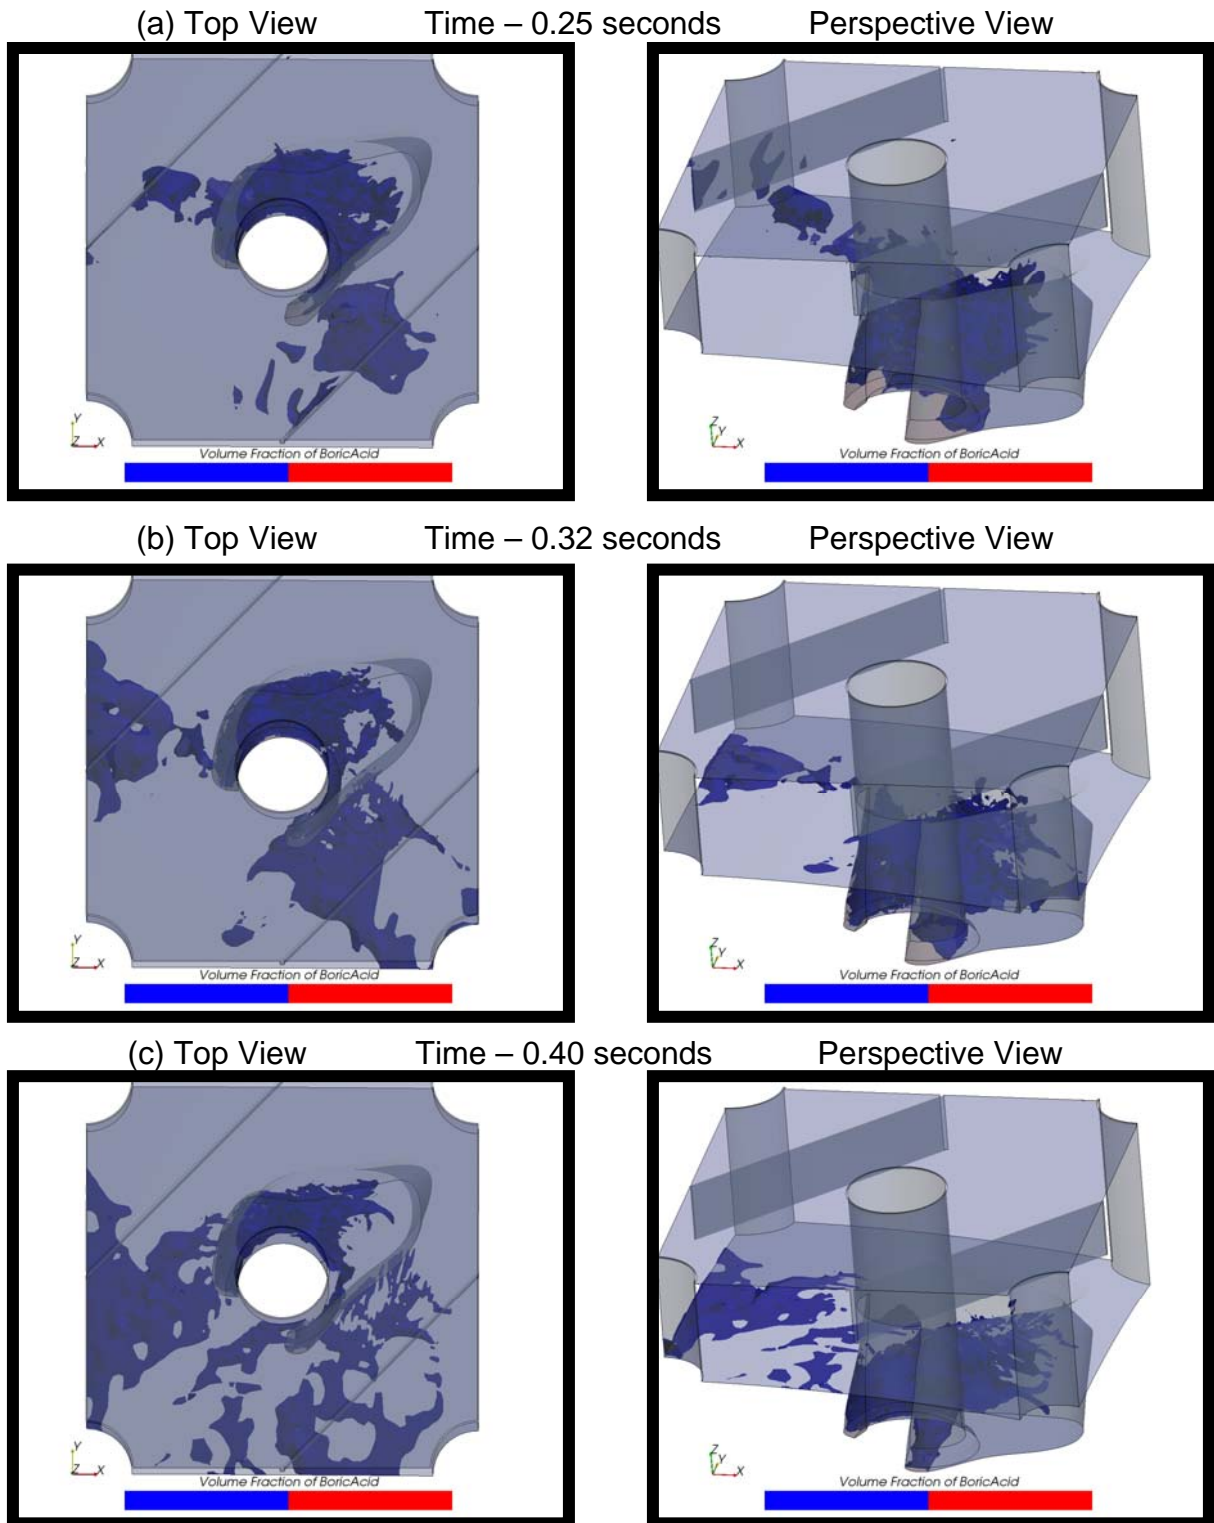 (a) Top View Time – 0.25 seconds Perspective View
Y
Z X
Volume Fraction of BoricAcid
Z
Y
X
Volume Fraction of BoricAcid
(b) Top View Time – 0.32 seconds Perspective View
Y
Z X
Volume Fraction of BoricAcid
Z
Y
X
Volume Fraction of BoricAcid
(c) Top View Time – 0.40 seconds Perspective View
Y
Z X
Volume Fraction of BoricAcid
Z
Y
X
Volume Fraction of BoricAcid